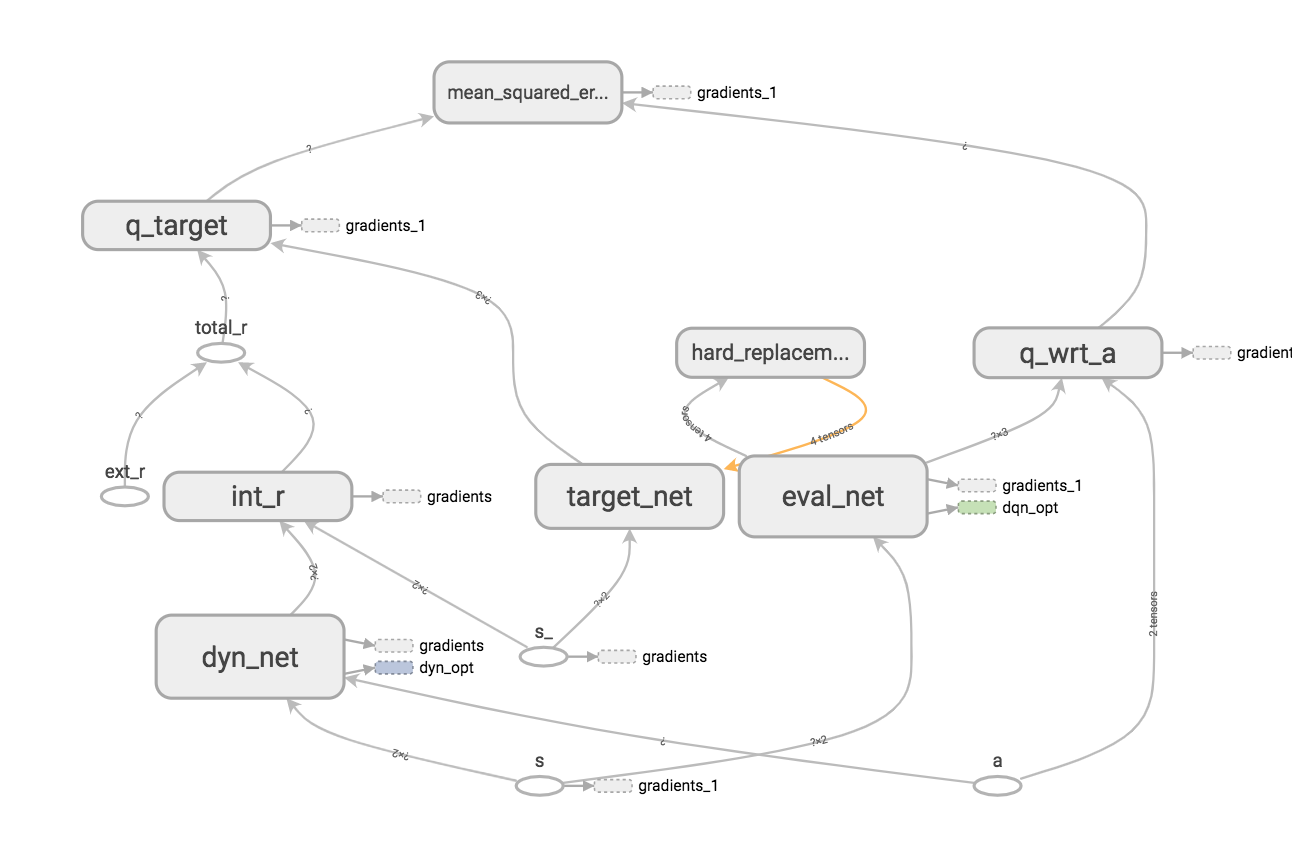 mean_squared_er...
gradients_1
?
?
q_target
gradients_1
?
?×3
total_r
hard_replacem...
q_wrt_a
gradient
?
?
4 tensors
4 tensors
?×3
ext_r
int_r
gradients
target_net
eval_net
gradients_1
dqn_opt
?×2
?×2
?×2
2 tensors
s_
gradients
dyn_net
gradients
dyn_opt
?
?×2
?×2
s
gradients_1
a